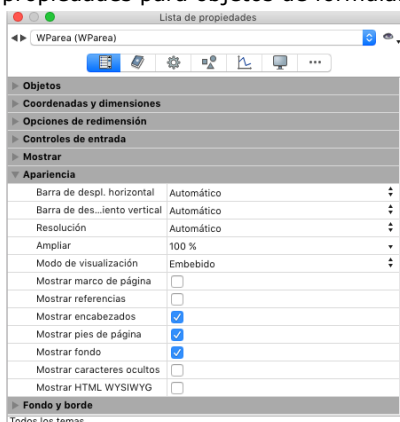 propiedades para objetos de formula
Lista de propiedades
WParea (WParea)
Objetos
Coordenadas y dimensiones
Opciones de redimensión
Controles de entrada
Mostrar
Apariencia
Barra de despl. horizontal Automático
Barra de des...iento vertical Automático
Resolución Automático
Ampliar 100 %
Modo de visualización Embebido
Mostrar marco de página
Mostrar referencias
Mostrar encabezados
Mostrar pies de página
Mostrar fondo
Mostrar caracteres ocultos
Mostrar HTML WYSIWYG
Fondo y borde
Todos los temas